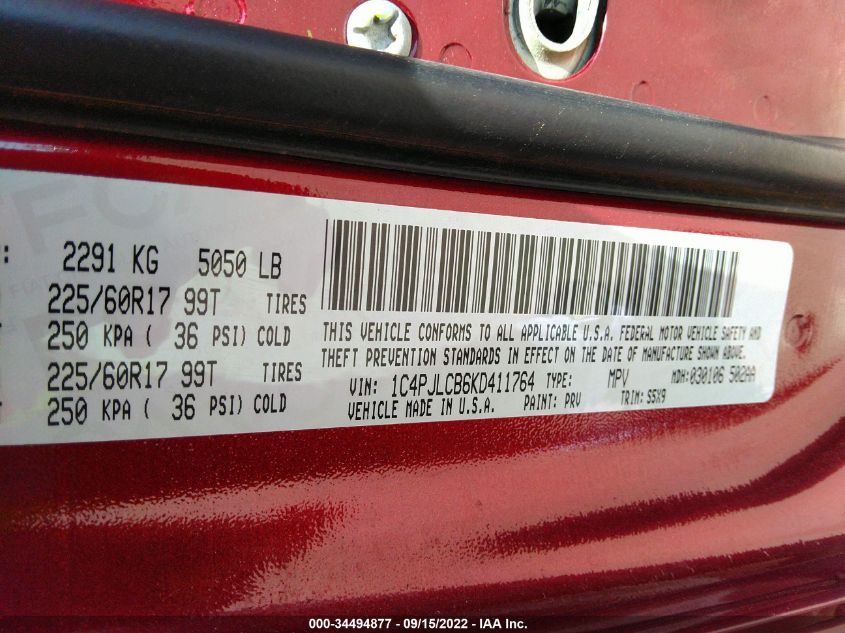 : 2291 KG 5050 LB
225/60R17 99T TIRES
250 KPA ( 36 PSI) COLD
225/60R17 99T TIRES
250 KPA ( 36 PSI) COLD
THIS VEHICLE CONFORMS TO ALL APPLICABLE U.S.A. FEDERAL MOTOR VEHICLE SAFETY AND
THEFT PREVENTION STANDARDS IN EFFECT ON THE DATE OF MANUFACTURE SHOWN ABOVE.
VIN: 1C4PJLCB6KD411764 TYPE: MPV MDH:030106 502AA
VEHICLE MADE IN U.S.A. PAINT: PRV TRIM: S5X9
000-34494877 - 09/15/2022 - IAA Inc.